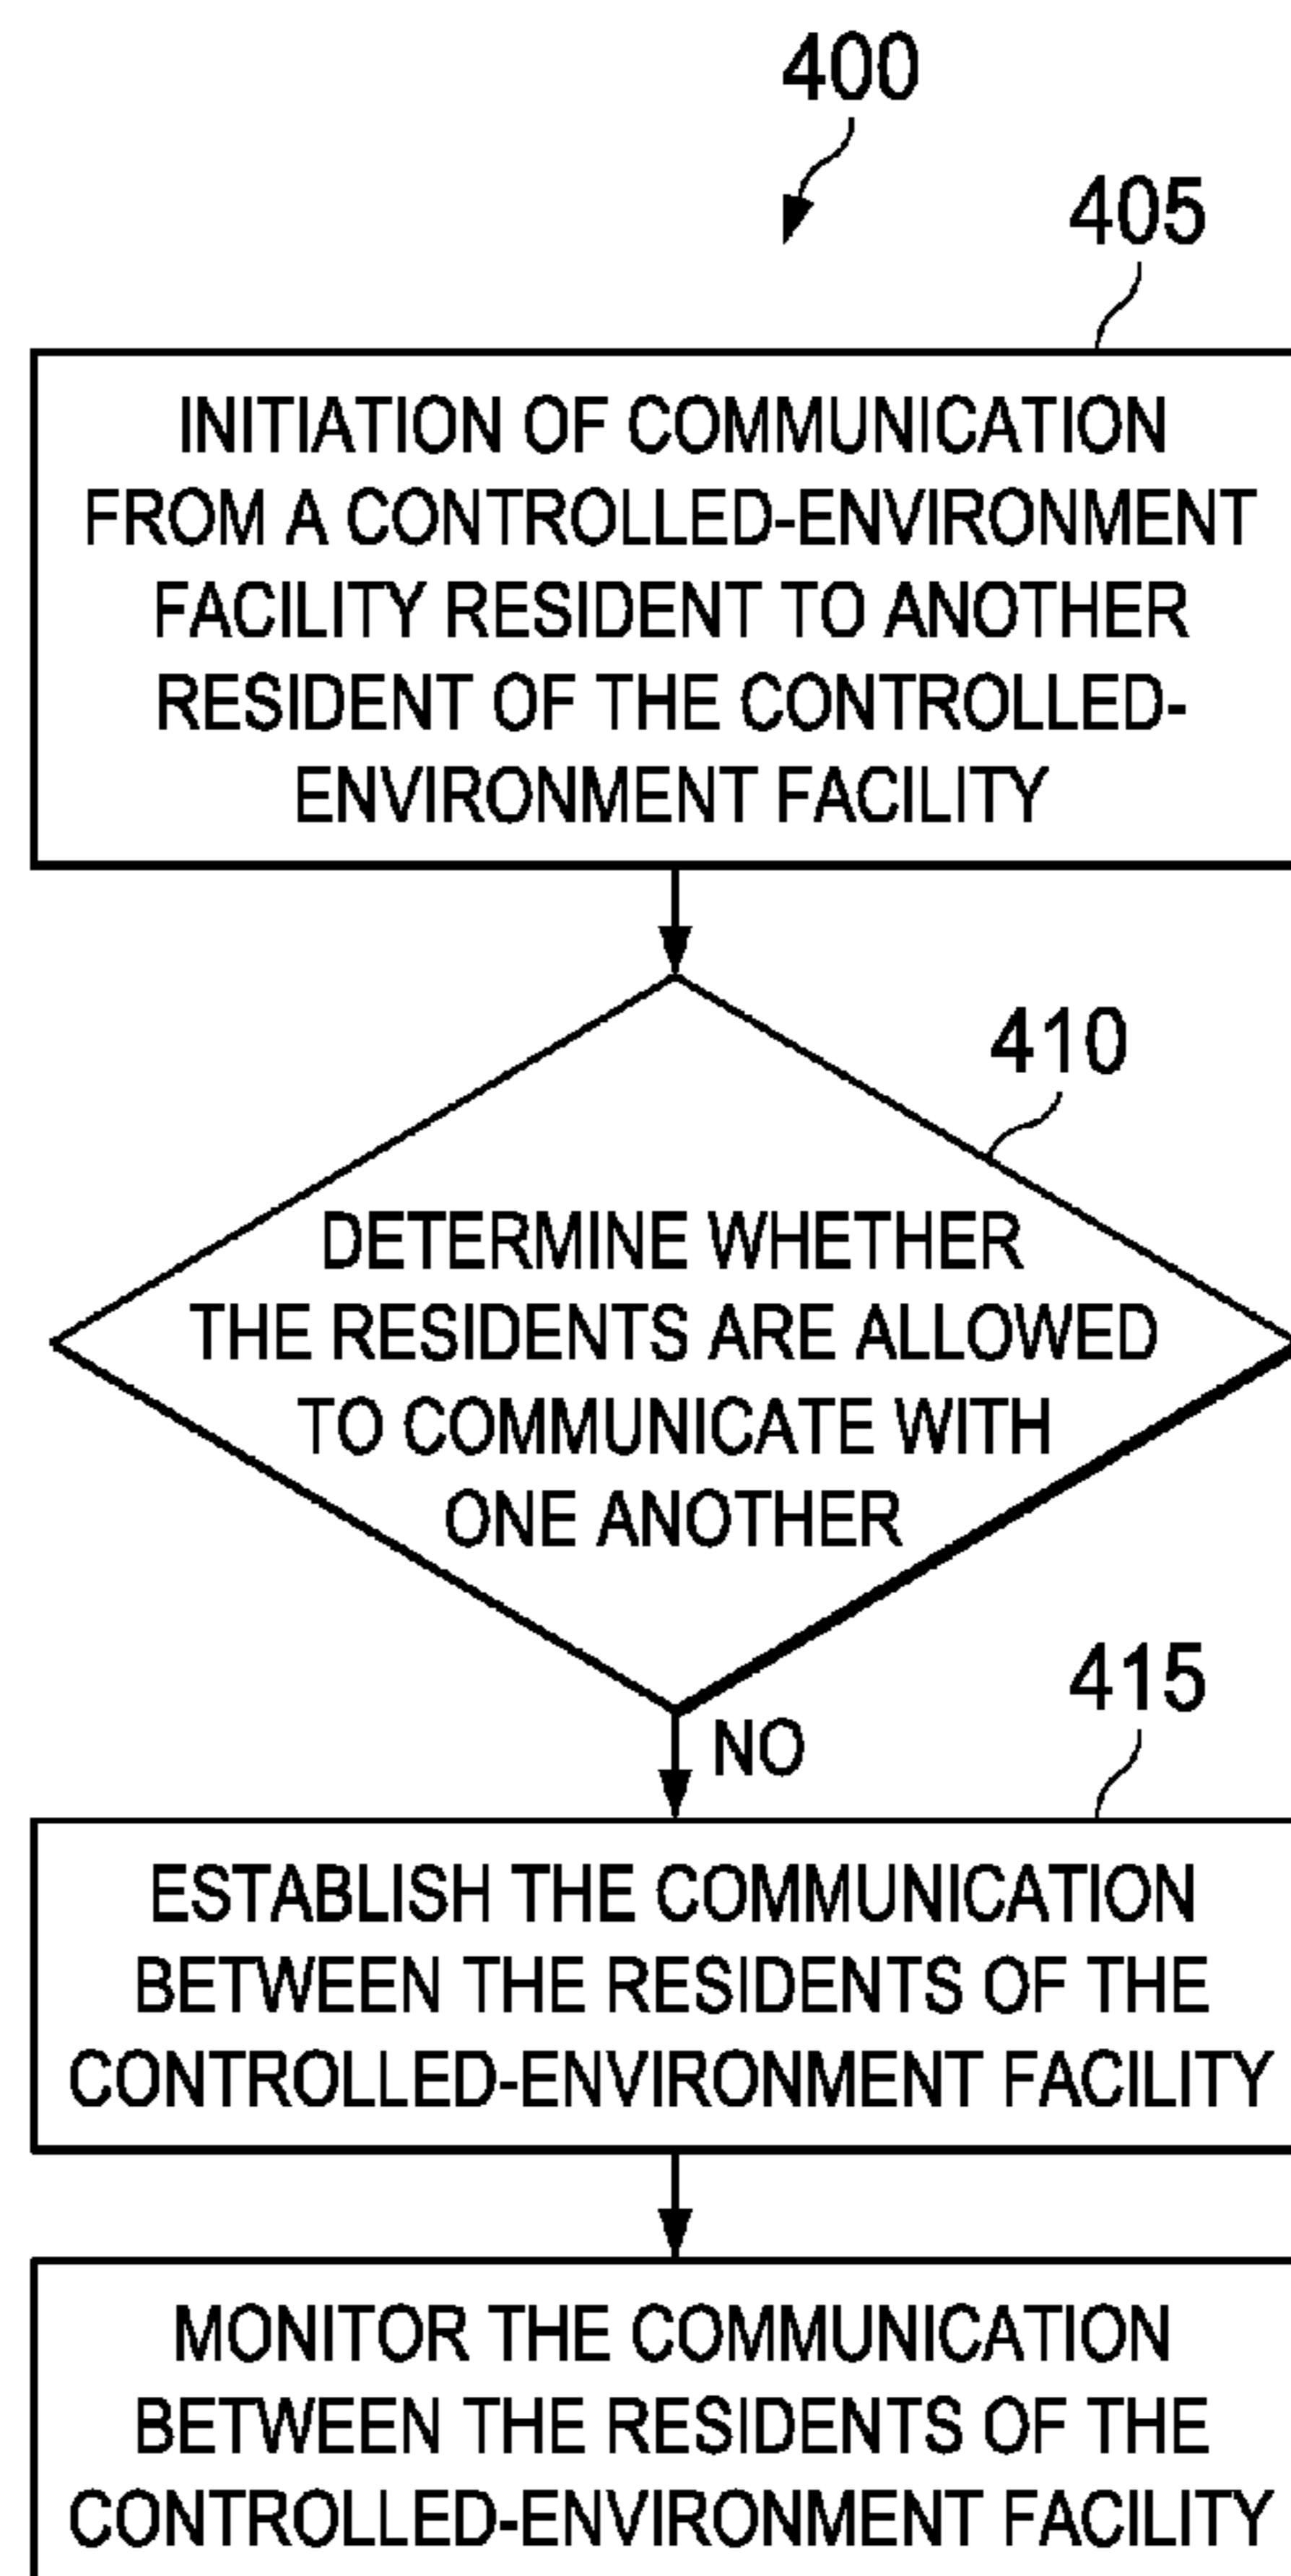 400
405
INITIATION OF COMMUNICATION
FROM A CONTROLLED-ENVIRONMENT
FACILITY RESIDENT TO ANOTHER
RESIDENT OF THE CONTROLLED-
ENVIRONMENT FACILITY
410
DETERMINE WHETHER
THE RESIDENTS ARE ALLOWED
TO COMMUNICATE WITH
ONE ANOTHER
NO
415
ESTABLISH THE COMMUNICATION
BETWEEN THE RESIDENTS OF THE
CONTROLLED-ENVIRONMENT FACILITY
MONITOR THE COMMUNICATION
BETWEEN THE RESIDENTS OF THE
CONTROLLED-ENVIRONMENT FACILITY